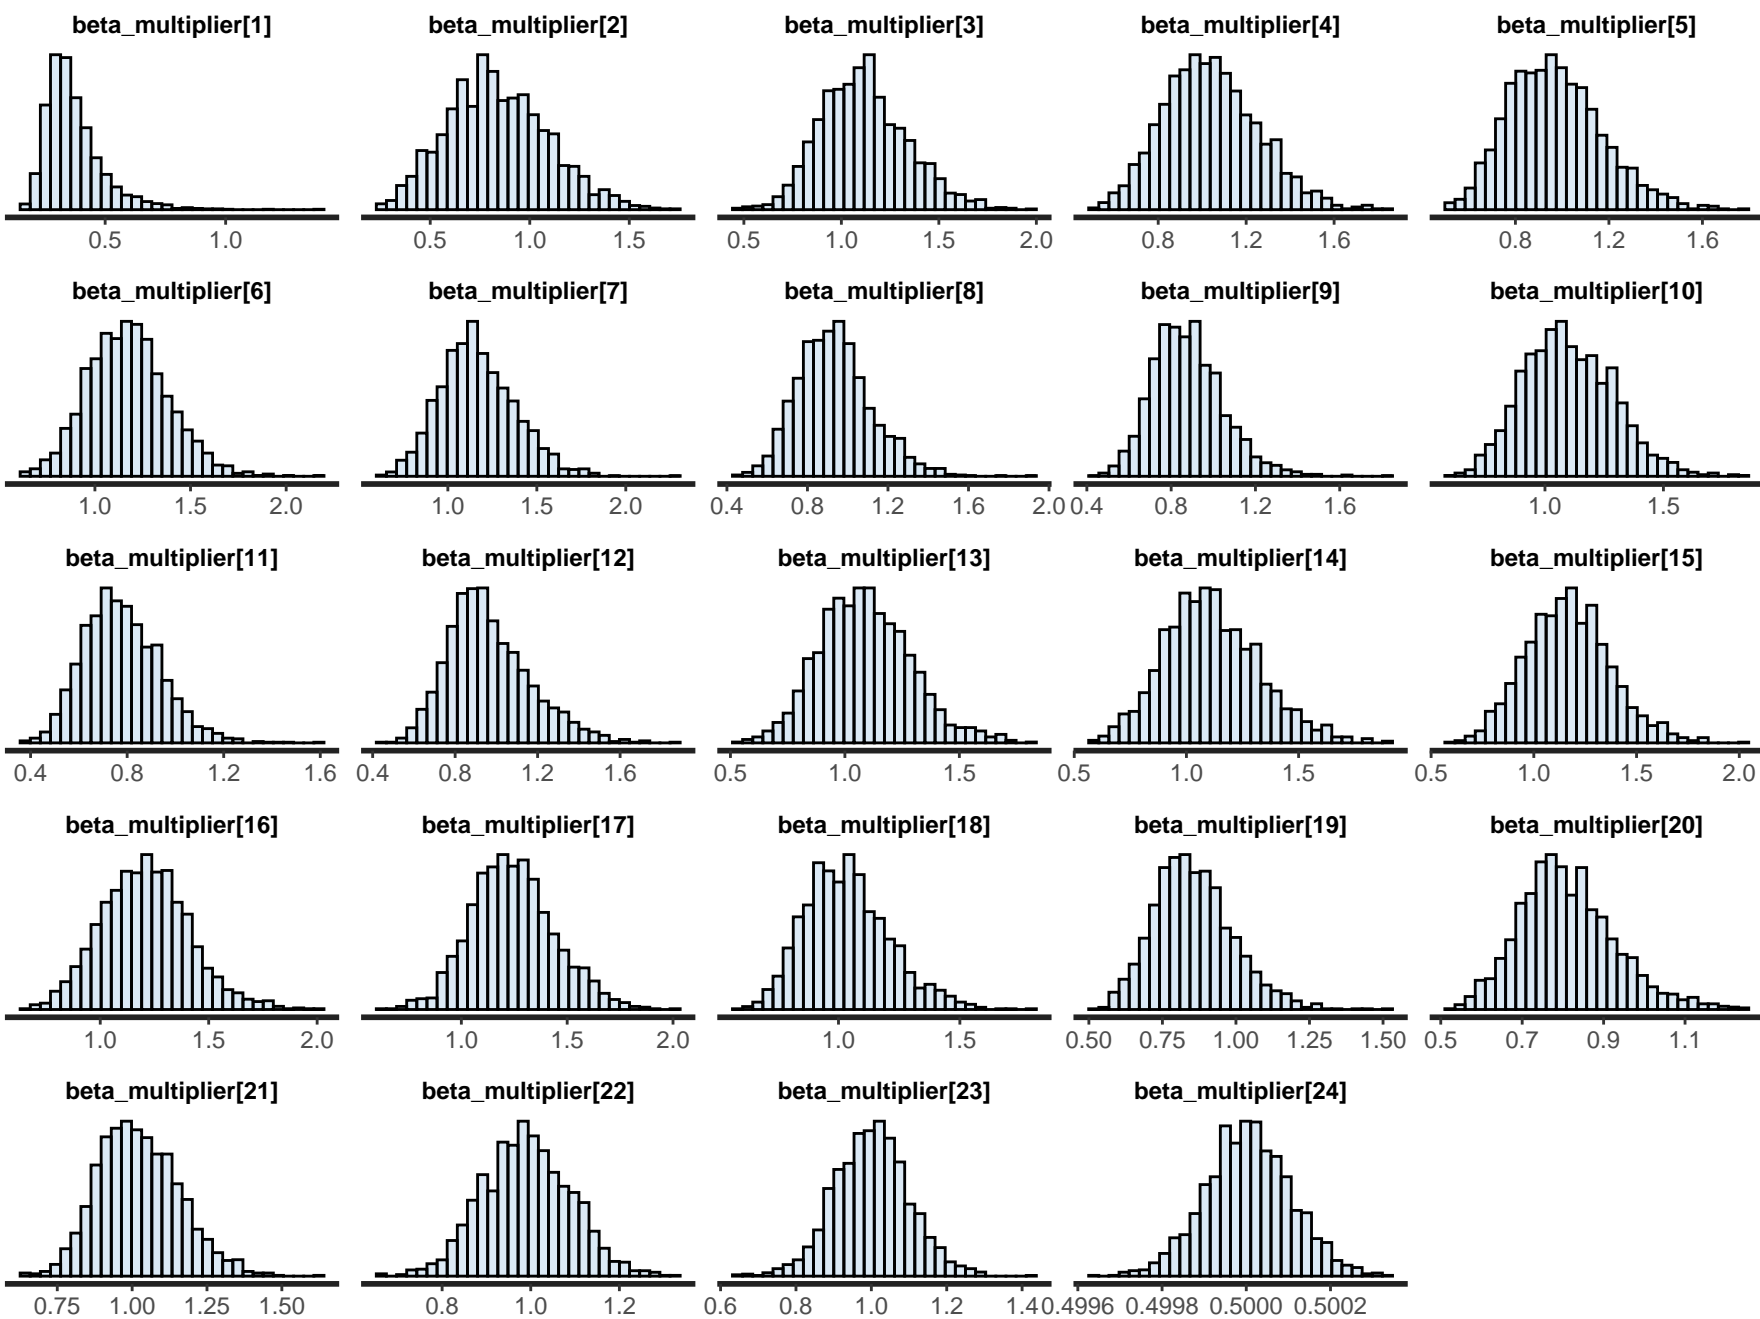 beta_multiplier[1] beta_multiplier[2] beta_multiplier[3] beta_multiplier[4] beta_multiplier[5]
0.5 1.0 0.5 1.0 1.5 0.5 1.0 1.5 2.0 0.8 1.2 1.6 0.8 1.2 1.6
beta_multiplier[6] beta_multiplier[7] beta_multiplier[8] beta_multiplier[9] beta_multiplier[10]
1.0 1.5 2.0 1.0 1.5 2.0 0.4 0.8 1.2 1.6 2.0 0.4 0.8 1.2 1.6 1.0 1.5
beta_multiplier[11] beta_multiplier[12] beta_multiplier[13] beta_multiplier[14] beta_multiplier[15]
0.4 0.8 1.2 1.6 0.4 0.8 1.2 1.6 0.5 1.0 1.5 0.5 1.0 1.5 0.5 1.0 1.5 2.0
beta_multiplier[16] beta_multiplier[17] beta_multiplier[18] beta_multiplier[19] beta_multiplier[20]
1.0 1.5 2.0 1.0 1.5 2.0 1.0 1.5 0.50 0.75 1.00 1.25 1.50 0.5 0.7 0.9 1.1
beta_multiplier[21] beta_multiplier[22] beta_multiplier[23] beta_multiplier[24]
0.75 1.00 1.25 1.50 0.8 1.0 1.2 0.6 0.8 1.0 1.2 1.4 0.4996 0.4998 0.5000 0.5002